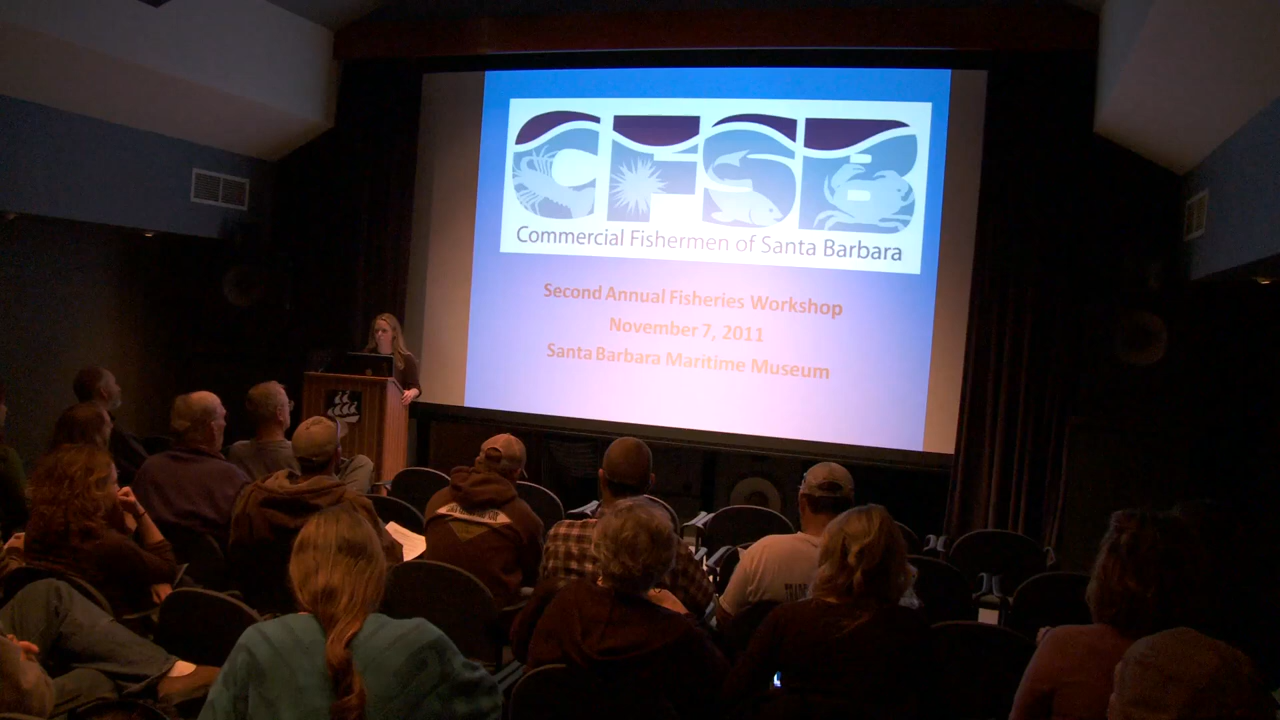 CFSB
Commercial Fishermen of Santa Barbara
Second Annual Fisheries Workshop
November 7, 2011
Santa Barbara Maritime Museum